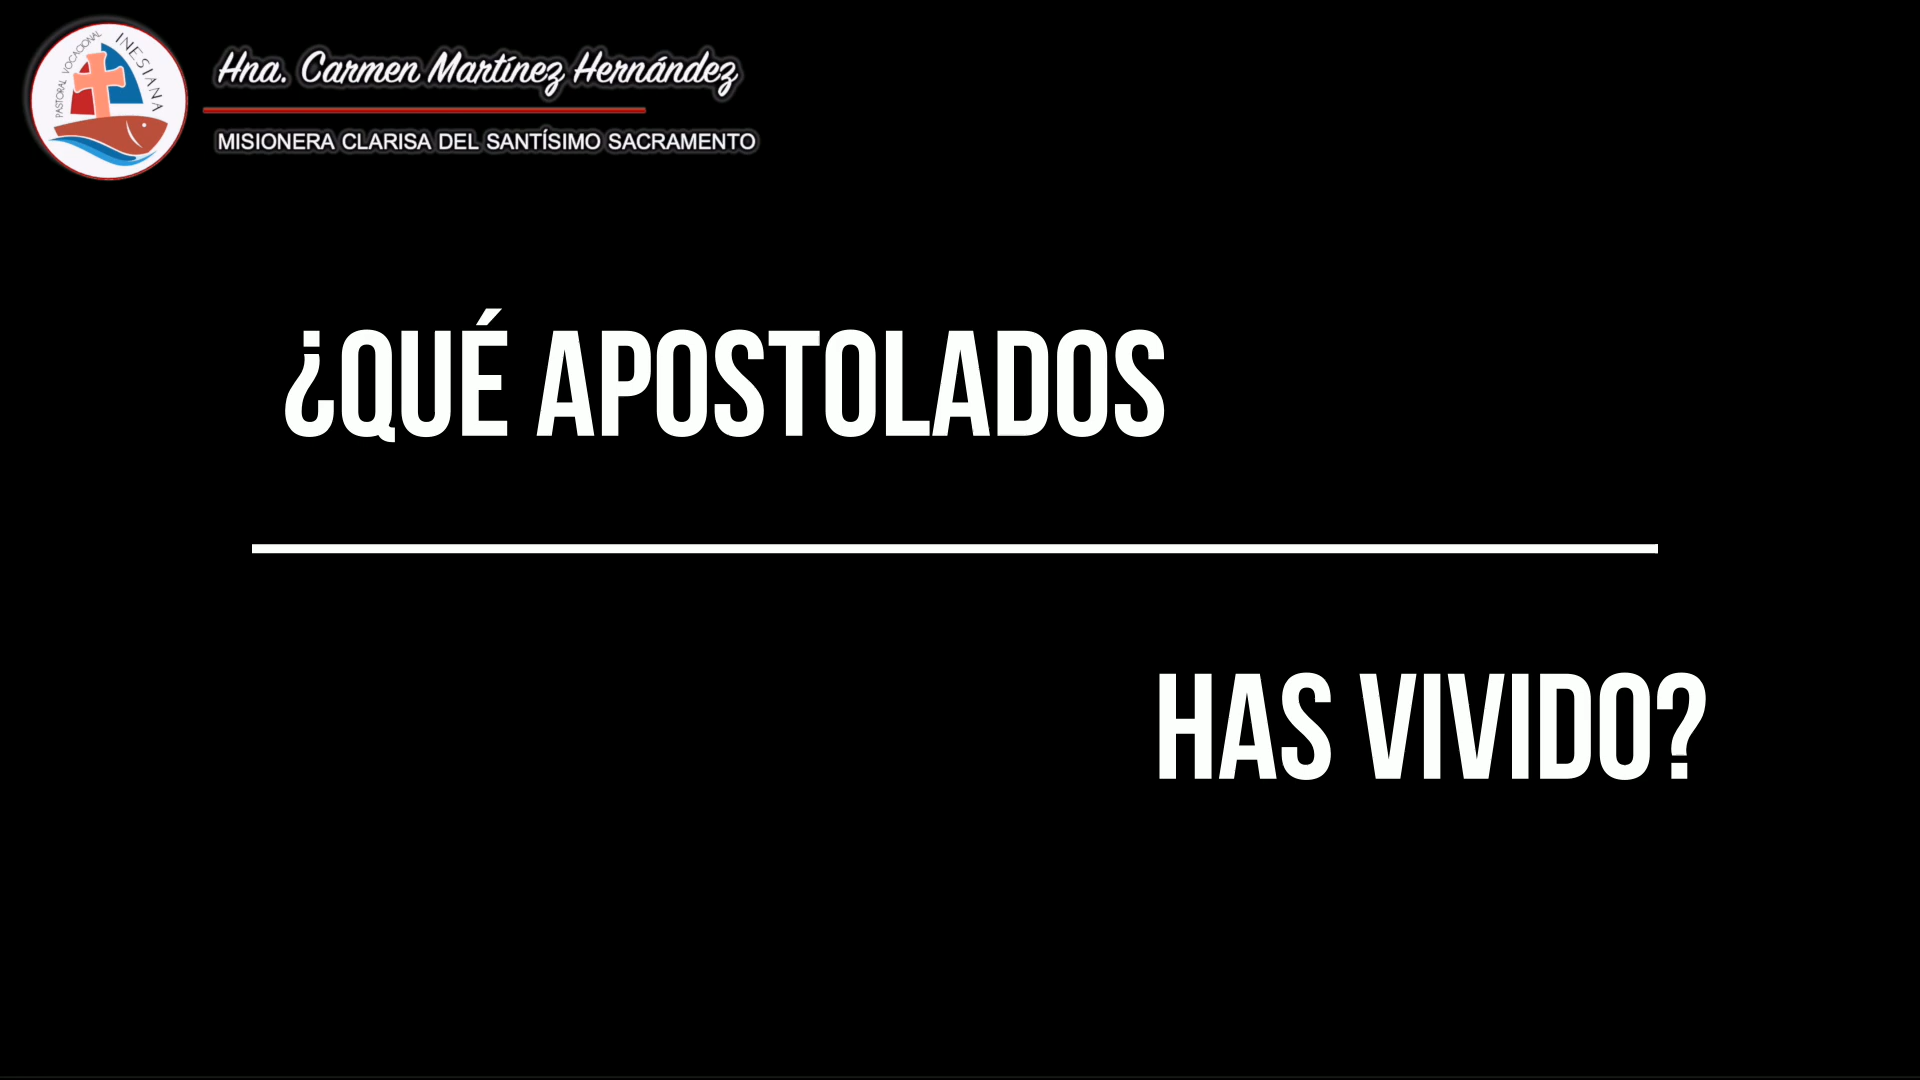 PASTORAL VOCACIONAL
INESIANA
Hna. Carmen Martínez Hernández
MISIONERA CLARISA DEL SANTÍSIMO SACRAMENTO
¿QUÉ APOSTOLADOS
HAS VIVIDO?